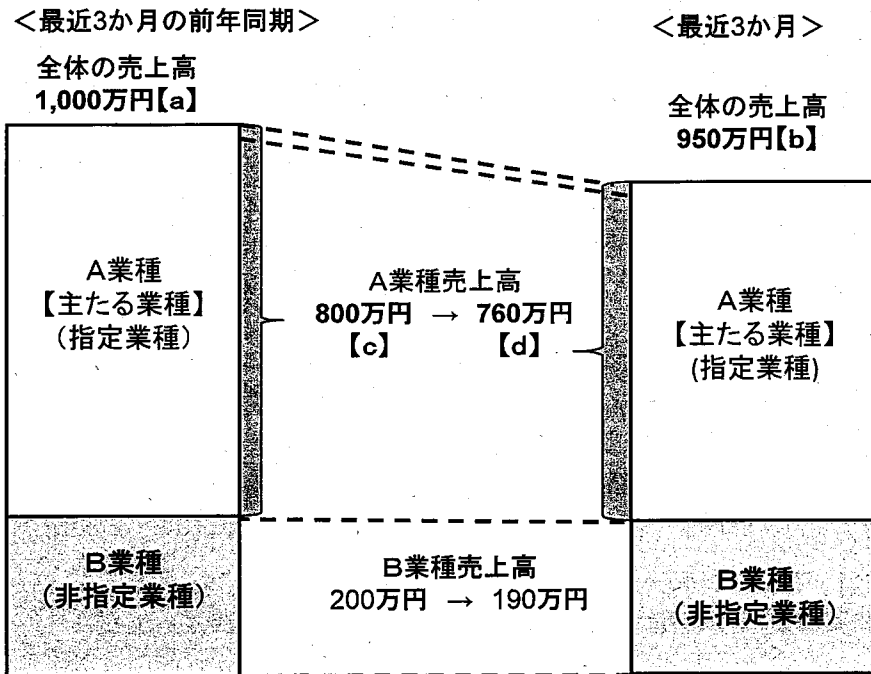 ＜最近3か月の前年同期＞
＜最近3か月＞
全体の売上高
1,000万円【a】
全体の売上高
950万円【b】
A業種
【主たる業種】
（指定業種）
A業種売上高
800万円 → 760万円
【c】 【d】
A業種
【主たる業種】
(指定業種)
B業種
（非指定業種）
B業種売上高
200万円 → 190万円
B業種
（非指定業種）